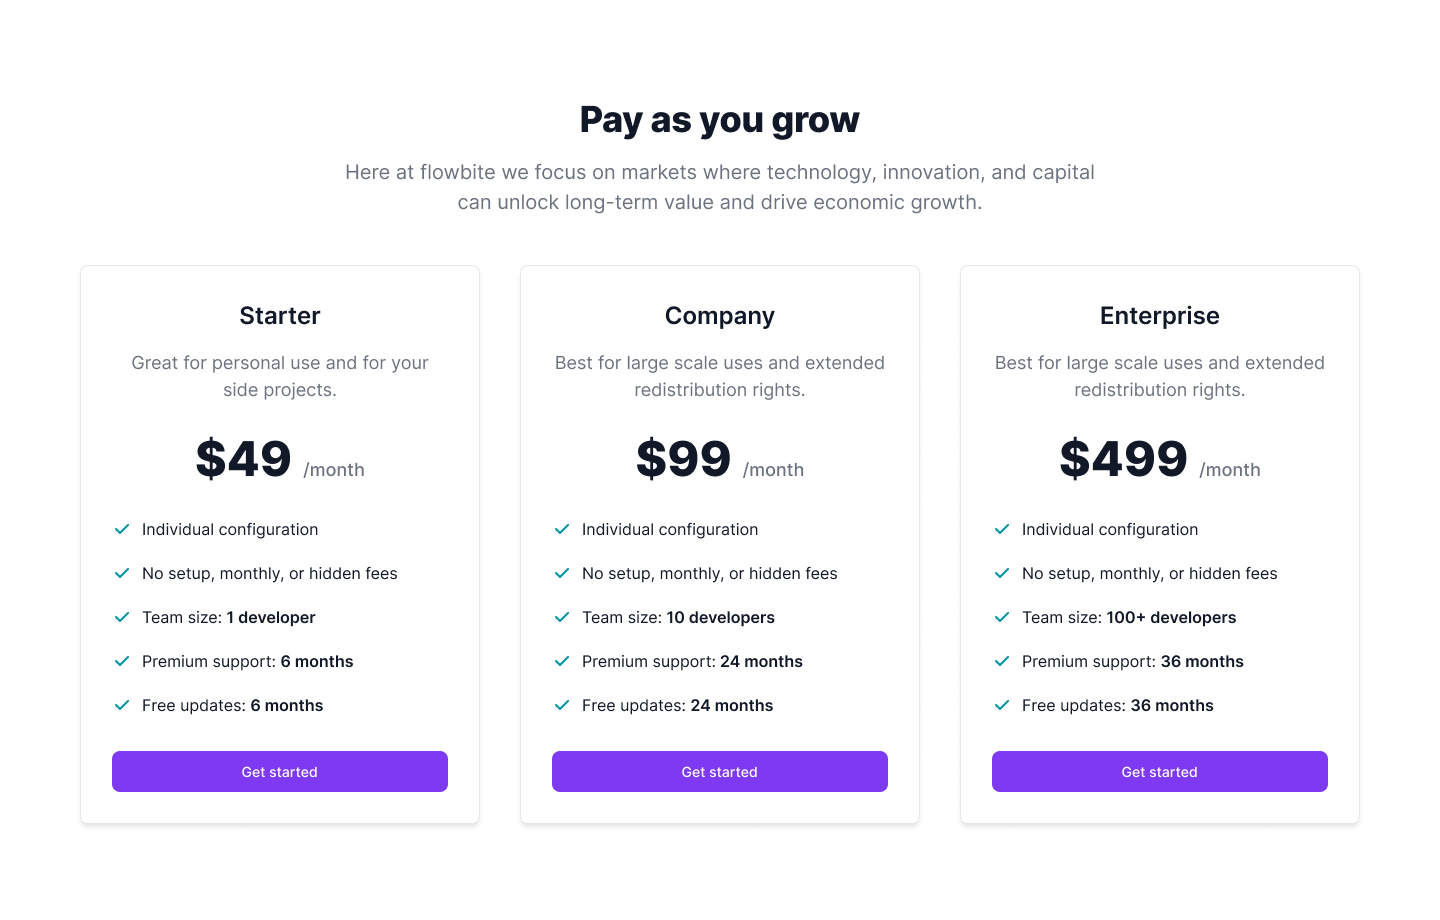 Pay as you grow
Here at flowbite we focus on markets where technology, innovation, and capital
can unlock long-term value and drive economic growth.
Starter
Great for personal use and for your
side projects.
$49 /month
Individual configuration
No setup, monthly, or hidden fees
Team size: 1 developer
Premium support: 6 months
Free updates: 6 months
Get started
Company
Best for large scale uses and extended
redistribution rights.
$99 /month
Individual configuration
No setup, monthly, or hidden fees
Team size: 10 developers
Premium support: 24 months
Free updates: 24 months
Get started
Enterprise
Best for large scale uses and extended
redistribution rights.
$499 /month
Individual configuration
No setup, monthly, or hidden fees
Team size: 100+ developers
Premium support: 36 months
Free updates: 36 months
Get started